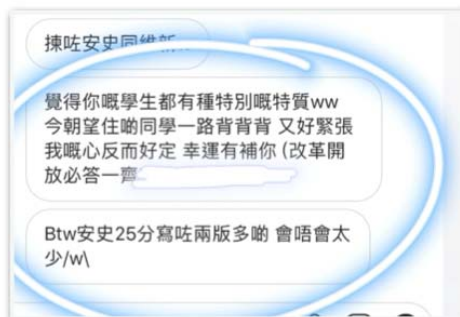 揀咗安史同維新
覺得你嘅學生都有種特別嘅特質ww
今朝望住啲同學一路背背背 又好緊張
我嘅心反而好定 幸運有補你 (改革開
放必答一齊
Btw安史25分寫咗兩版多啲 會唔會太
少/w\